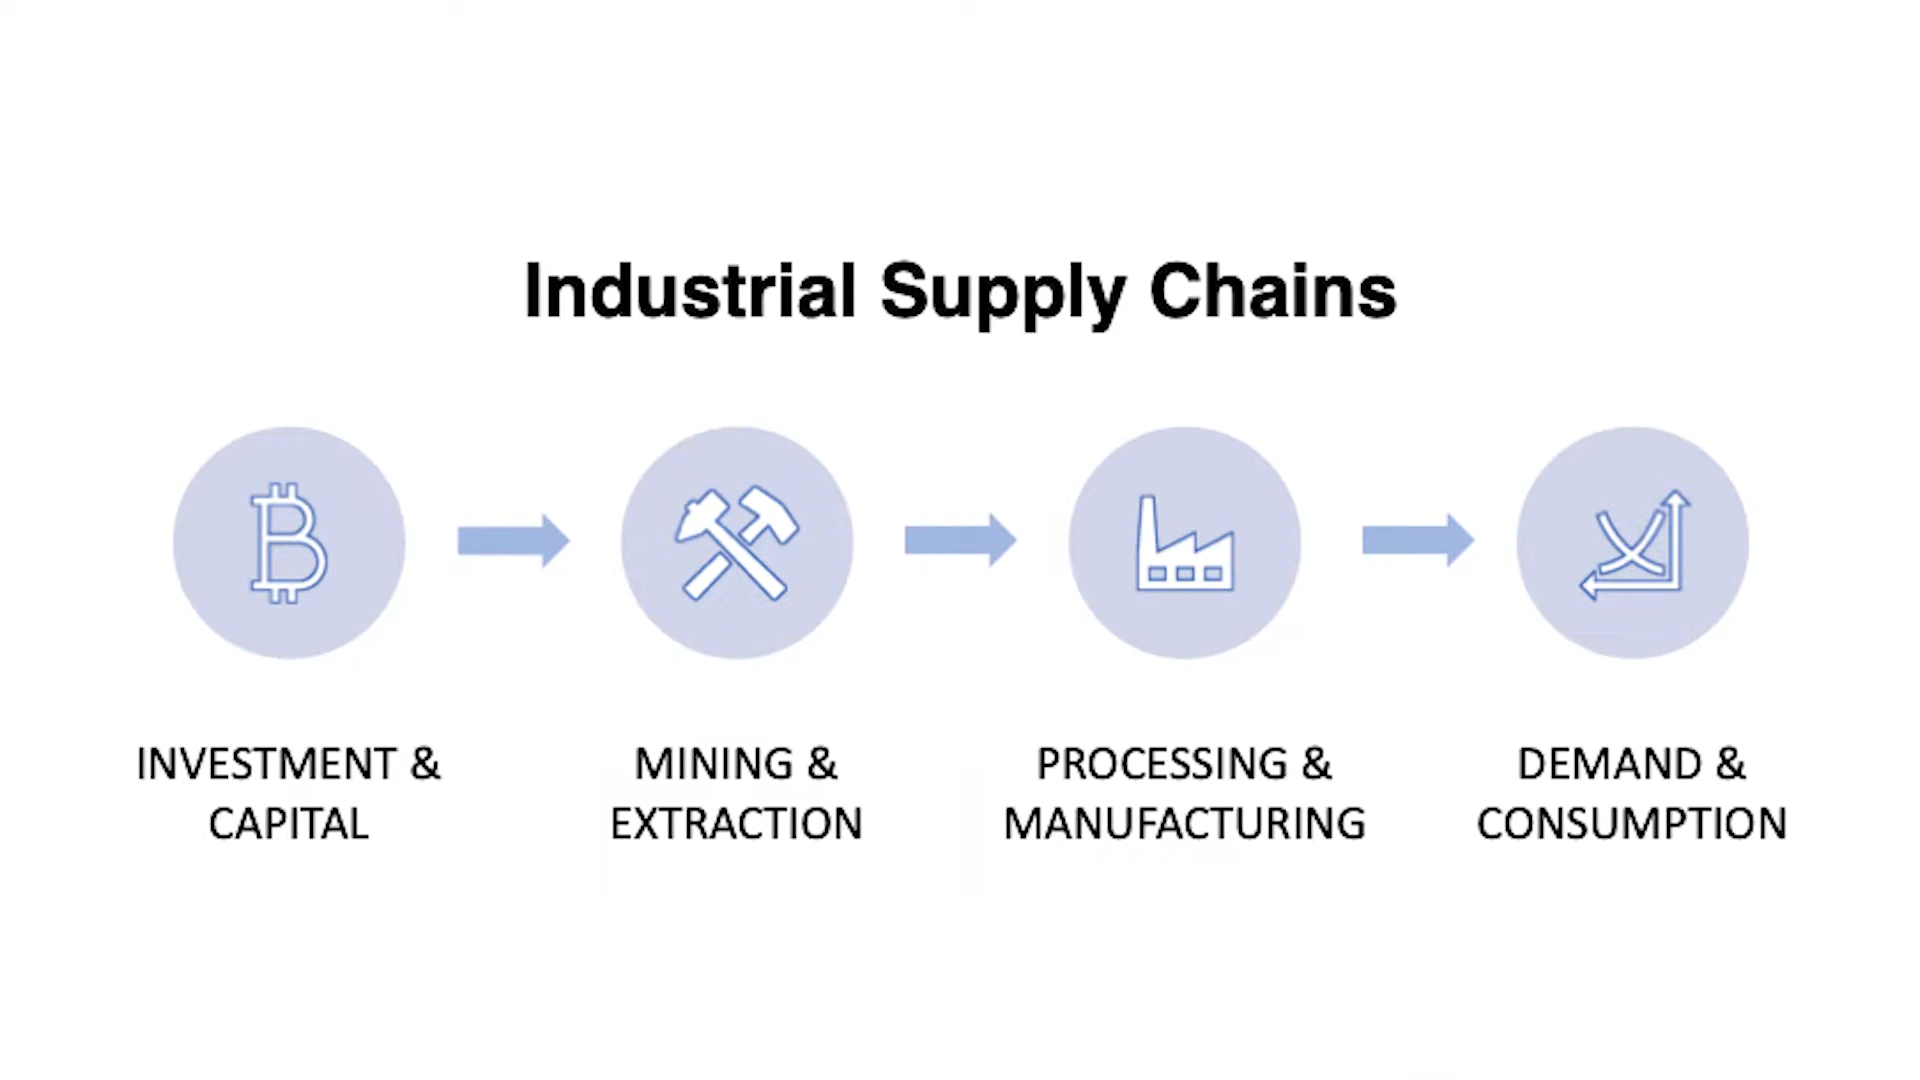 Industrial Supply Chains
INVESTMENT &
CAPITAL
MINING &
EXTRACTION
PROCESSING &
MANUFACTURING
DEMAND &
CONSUMPTION